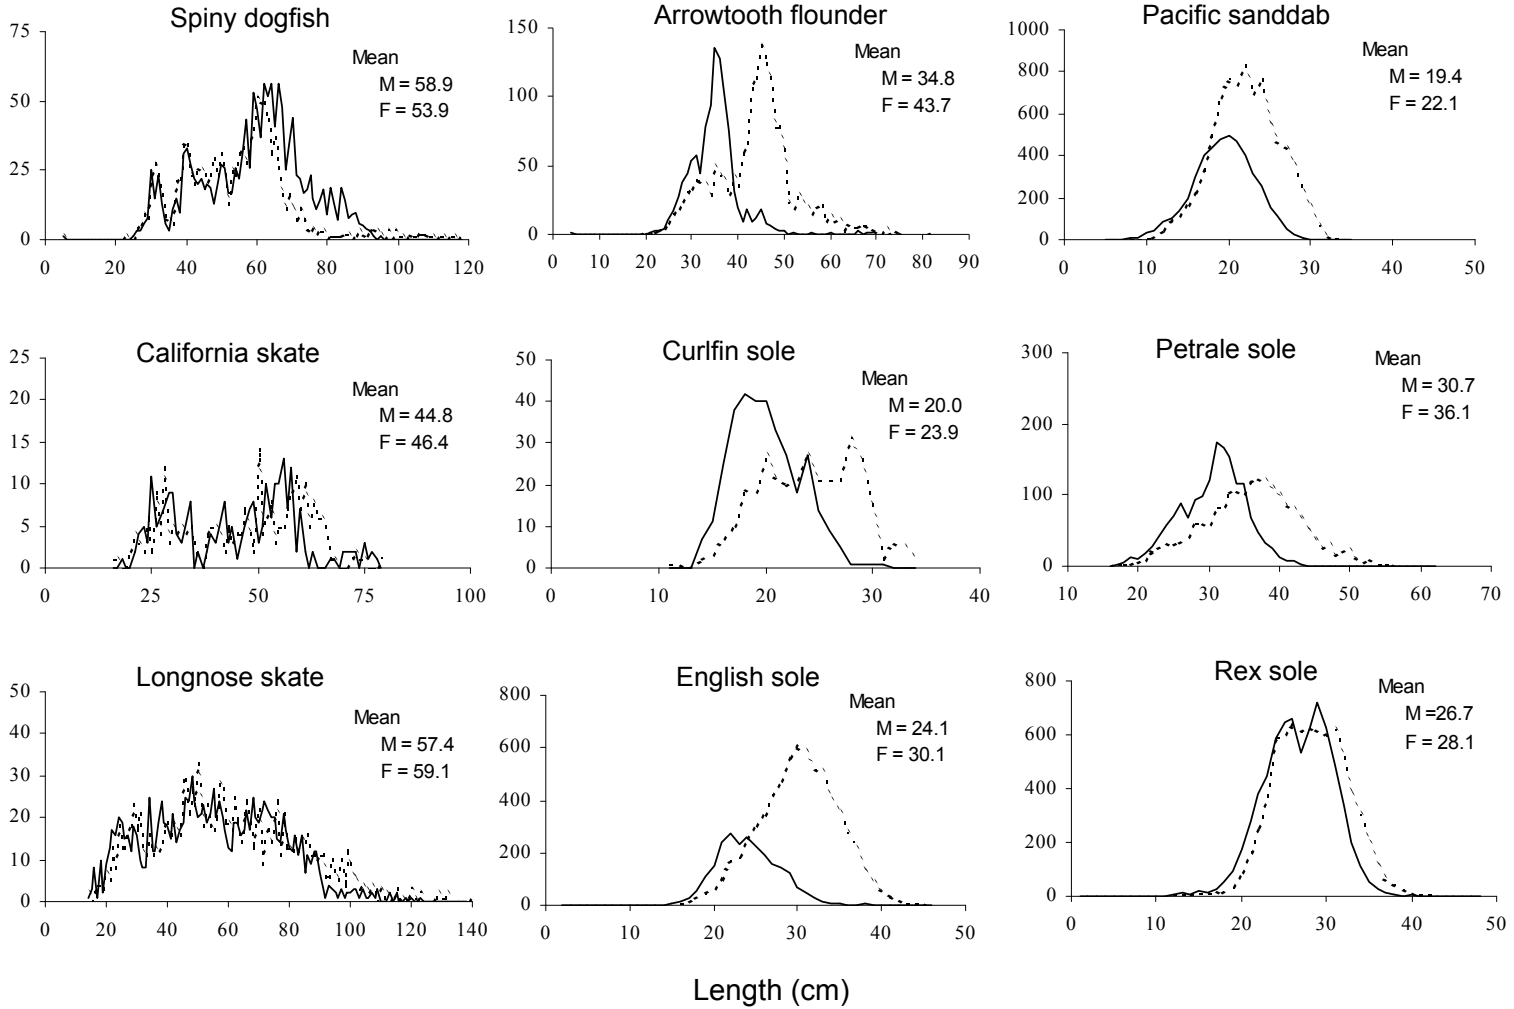 Spiny dogfish
Mean
M = 58.9
F = 53.9
75
50
25
0
0 20 40 60 80 100 120
Arrowtooth flounder
Mean
M = 34.8
F = 43.7
150
100
50
0
0 10 20 30 40 50 60 70 80 90
Pacific sanddab
Mean
M = 19.4
F = 22.1
1000
800
600
400
200
0
0 10 20 30 40 50
California skate
Mean
M = 44.8
F = 46.4
25
20
15
10
5
0
0 25 50 75 100
Curlfin sole
Mean
M = 20.0
F = 23.9
50
40
30
20
10
0
0 10 20 30 40
Petrale sole
Mean
M = 30.7
F = 36.1
300
200
100
0
10 20 30 40 50 60 70
Longnose skate
Mean
M = 57.4
F = 59.1
50
40
30
20
10
0
0 20 40 60 80 100 120 140
English sole
Mean
M = 24.1
F = 30.1
800
600
400
200
0
0 10 20 30 40 50
Rex sole
Mean
M =26.7
F = 28.1
800
600
400
200
0
0 10 20 30 40 50
Length (cm)